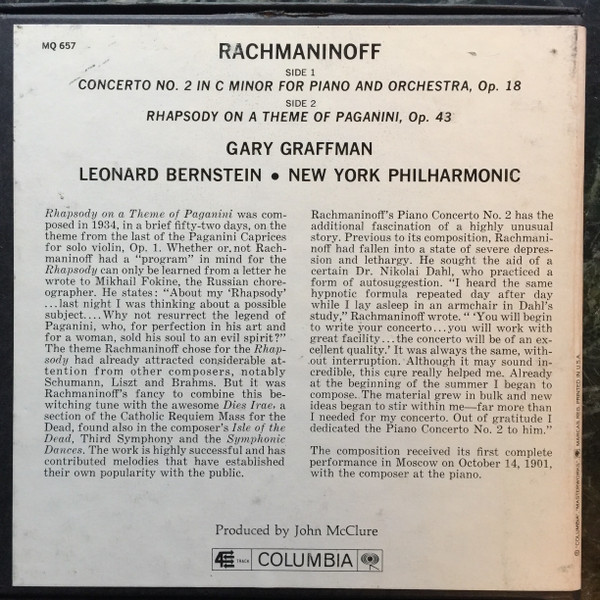 MQ 657
RACHMANINOFF
SIDE 1
CONCERTO NO. 2 IN C MINOR FOR PIANO AND ORCHESTRA, Op. 18
SIDE 2
RHAPSODY ON A THEME OF PAGANINI, Op. 43
GARY GRAFFMAN
LEONARD BERNSTEIN • NEW YORK PHILHARMONIC
Rhapsody on a Theme of Paganini was com-
posed in 1934, in a brief fifty-two days, on the
theme from the last of the Paganini Caprices
for solo violin, Op. 1. Whether or not Rach-
maninoff had a “program” in mind for the
Rhapsody can only be learned from a letter he
wrote to Mikhail Fokine, the Russian chore-
ographer. He states: “About my ‘Rhapsody’
...last night I was thinking about a possible
subject....Why not resurrect the legend of
Paganini, who, for perfection in his art and
for a woman, sold his soul to an evil spirit?”
The theme Rachmaninoff chose for the Rhap-
sody had already attracted considerable at-
tention from other composers, notably
Schumann, Liszt and Brahms. But it was
Rachmaninoff’s fancy to combine this be-
witching tune with the awesome Dies Irae, a
section of the Catholic Requiem Mass for the
Dead, found also in the composer’s Isle of the
Dead, Third Symphony and the Symphonic
Dances. The work is highly successful and has
contributed melodies that have established
their own popularity with the public.
Rachmaninoff’s Piano Concerto No. 2 has the
additional fascination of a highly unusual
story. Previous to its composition, Rachmani-
noff had fallen into a state of severe depres-
sion and lethargy. He sought the aid of a
certain Dr. Nikolai Dahl, who practiced a
form of autosuggestion. “I heard the same
hypnotic formula repeated day after day
while I lay asleep in an armchair in Dahl’s
study,” Rachmaninoff wrote. “ ‘You will begin
to write your concerto...you will work with
great facility...the concerto will be of an ex-
cellent quality.’ It was always the same, with-
out interruption. Although it may sound in-
credible, this cure really helped me. Already
at the beginning of the summer I began to
compose. The material grew in bulk and new
ideas began to stir within me—far more than
I needed for my concerto. Out of gratitude I
dedicated the Piano Concerto No. 2 to him.”
The composition received its first complete
performance in Moscow on October 14, 1901,
with the composer at the piano.
Produced by John McClure
4 TRACK COLUMBIA
® “COLUMBIA” “MASTERWORKS” MARCAS REG. PRINTED IN U.S.A.